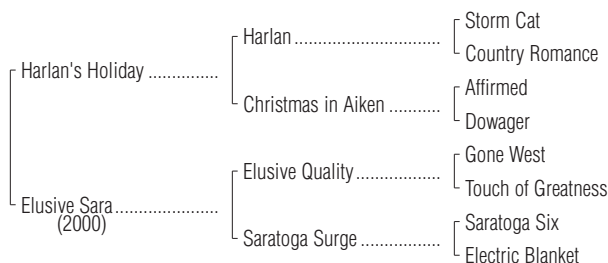 Storm Cat
Harlan ..................................
Country Romance
Harlan's Holiday ...............
Affirmed
Christmas in Aiken ............
Dowager
Gone West
Elusive Quality ...................
Touch of Greatness
Elusive Sara .......................
(2000)
Saratoga Six
Saratoga Surge ..................
Electric Blanket